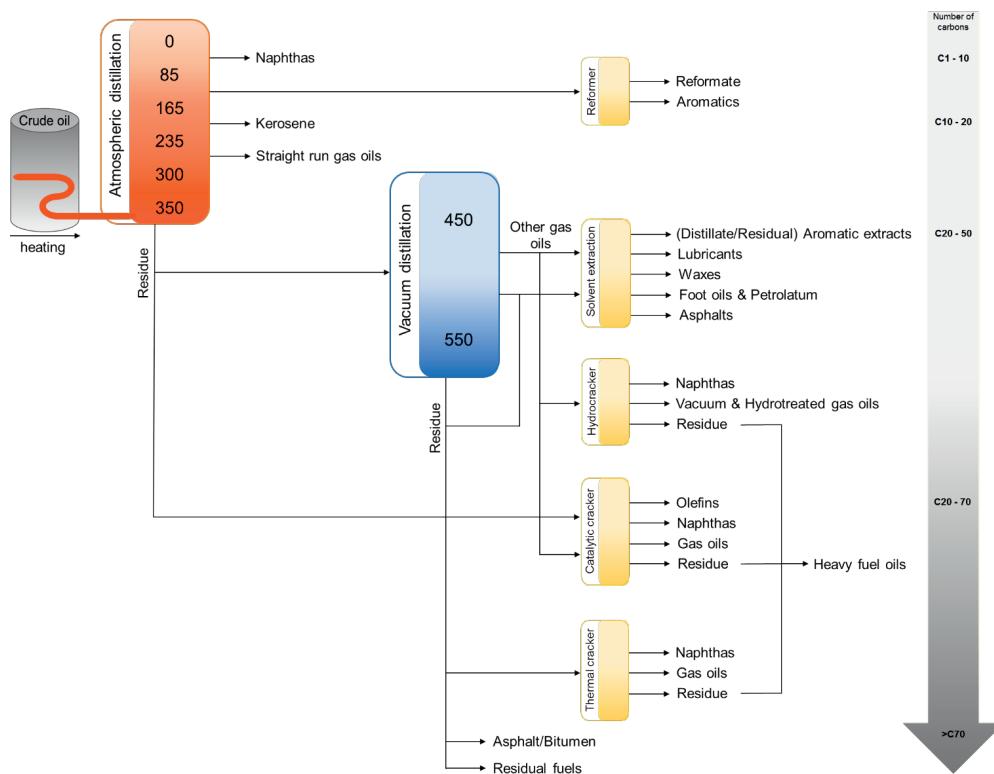 Number of
carbons
0
Naphthas
C1 - 10
85
Reformate
165
Aromatics
Reformer
Crude oil
Kerosene
C10 - 20
235
Straight run gas oils
300
350
Atmospheric distillation
heating
Residue
450
Other gas
oils
(Distillate/Residual) Aromatic extracts
C20 - 50
Lubricants
Waxes
Foot oils & Petrolatum
Asphalts
Solvent extraction
Vacuum distillation
550
Residue
Naphthas
Vacuum & Hydrotreated gas oils
Residue
Hydrocracker
Olefins
C20 - 70
Naphthas
Gas oils
Residue
Heavy fuel oils
Catalytic cracker
Naphthas
Gas oils
Residue
Thermal cracker
>C70
Asphalt/Bitumen
Residual fuels